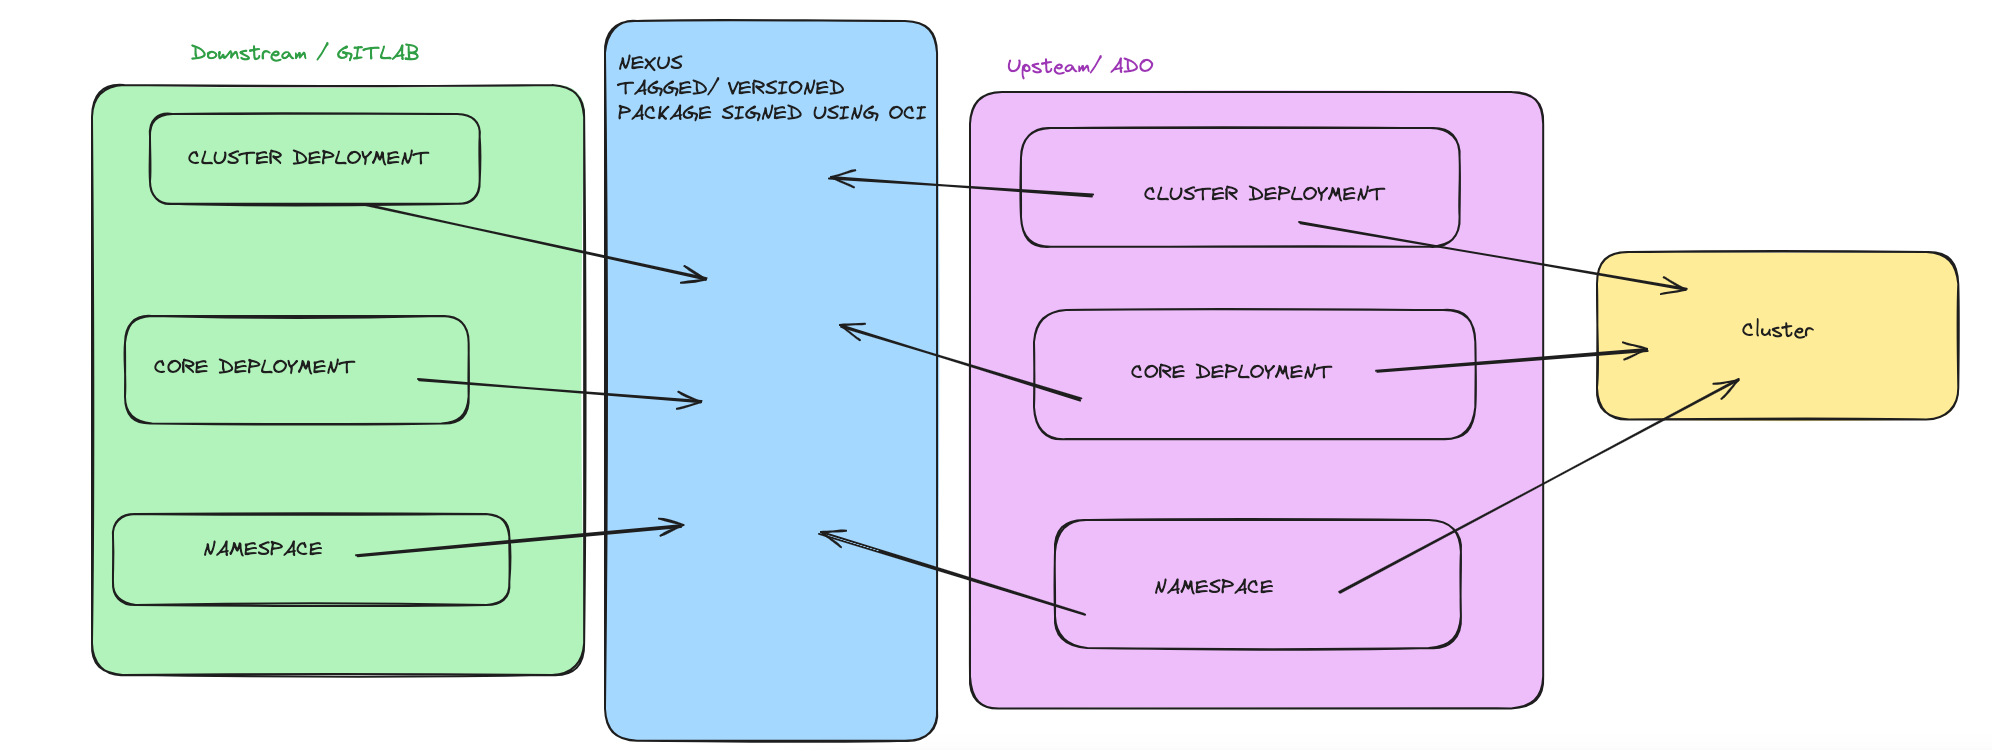 Downstream / GITLAB
CLUSTER DEPLOYMENT
CORE DEPLOYMENT
NAMESPACE
NEXUS
TAGGED/ VERSIONED
PACKAGE SIGNED USING OCI
Upsteam/ ADO
CLUSTER DEPLOYMENT
CORE DEPLOYMENT
NAMESPACE
Cluster